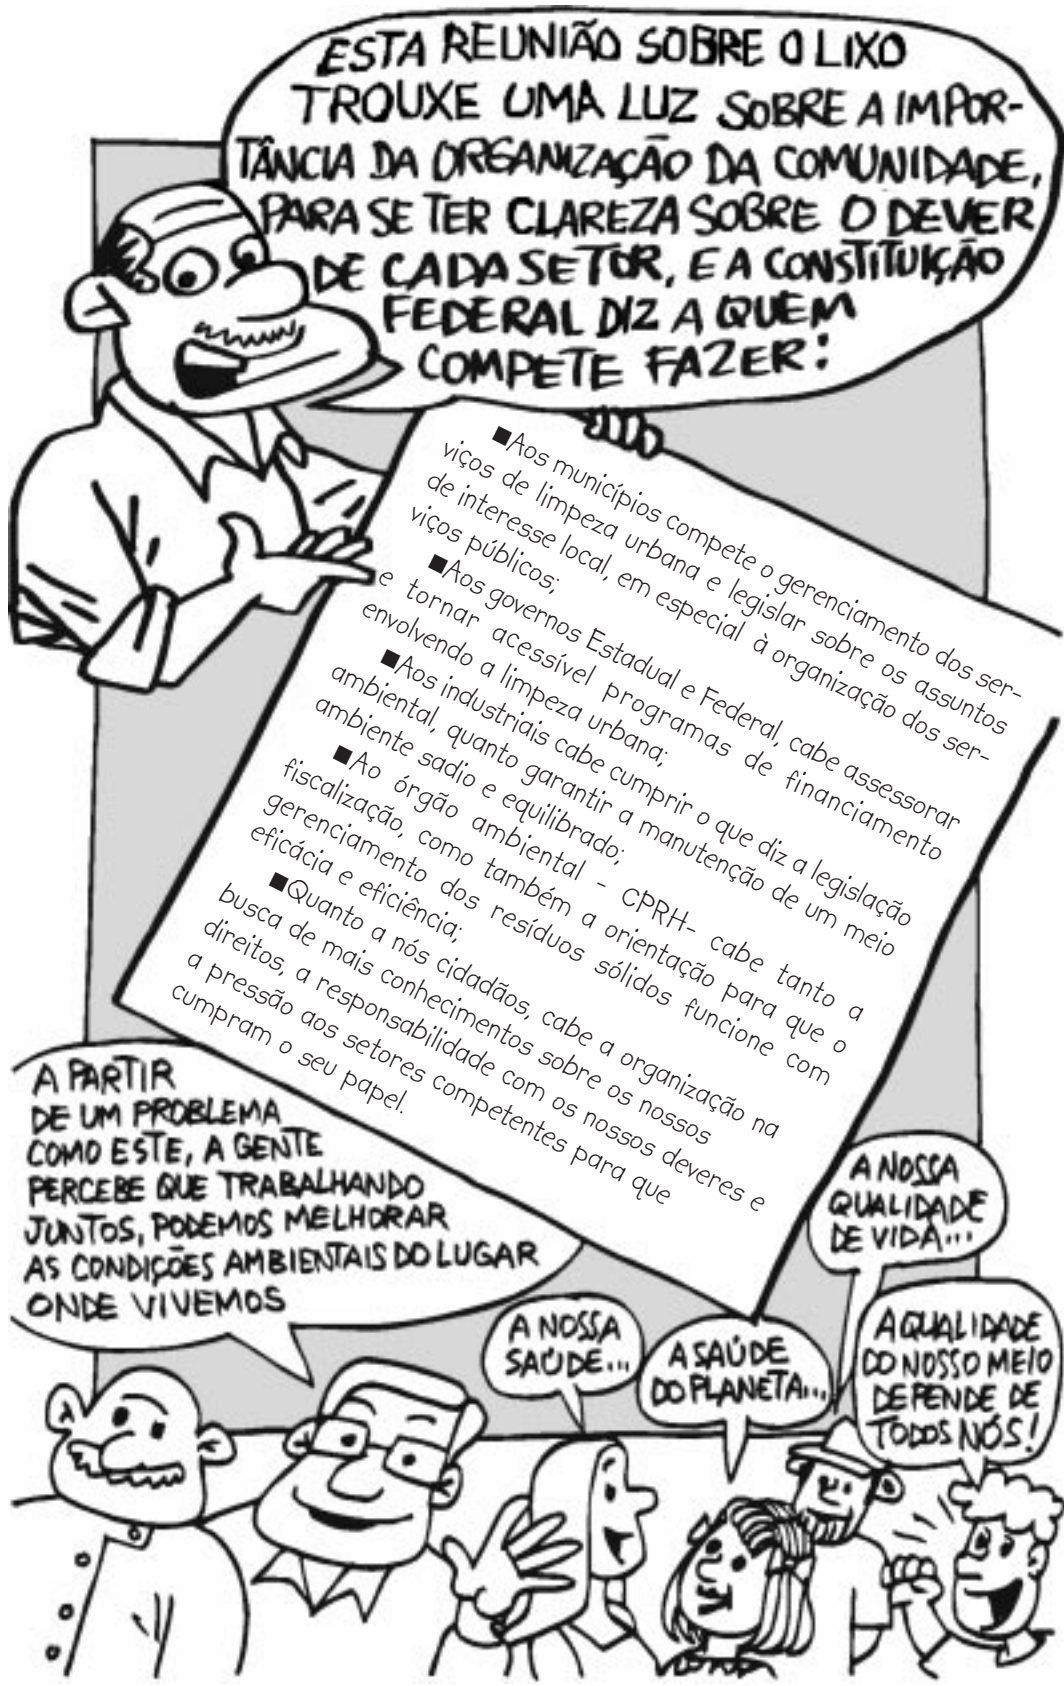 ESTA REUNIÃO SOBRE O LIXO
TROUXE UMA LUZ SOBRE A IMPOR-
TÂNCIA DA ORGANIZAÇÃO DA COMUNIDADE,
PARA SE TER CLAREZA SOBRE O DEVER
DE CADA SETOR, E A CONSTITUIÇÃO
FEDERAL DIZ A QUEM
COMPETE FAZER:
■Aos municípios compete o gerenciamento dos ser-
viços de limpeza urbana e legislar sobre os assuntos
de interesse local, em especial à organização dos ser-
viços públicos;
■Aos governos Estadual e Federal, cabe assessorar
e tornar acessível programas de financiamento
envolvendo a limpeza urbana;
■Aos industriais cabe cumprir o que diz a legislação
ambiental, quanto garantir a manutenção de um meio
ambiente sadio e equilibrado;
■Ao órgão ambiental - CPRH- cabe tanto a
fiscalização, como também a orientação para que o
gerenciamento dos resíduos sólidos funcione com
eficácia e eficiência;
■Quanto a nós cidadãos, cabe a organização na
busca de mais conhecimentos sobre os nossos
direitos, a responsabilidade com os nossos deveres e
a pressão aos setores competentes para que
cumpram o seu papel.
A PARTIR
DE UM PROBLEMA
COMO ESTE, A GENTE
PERCEBE QUE TRABALHANDO
JUNTOS, PODEMOS MELHORAR
AS CONDIÇÕES AMBIENTAIS DO LUGAR
ONDE VIVEMOS
A NOSSA
SAÚDE...
A SAÚDE
DO PLANETA...
A NOSSA
QUALIDADE
DE VIDA...
A QUALIDADE
DO NOSSO MEIO
DEPENDE DE
TODOS NÓS!